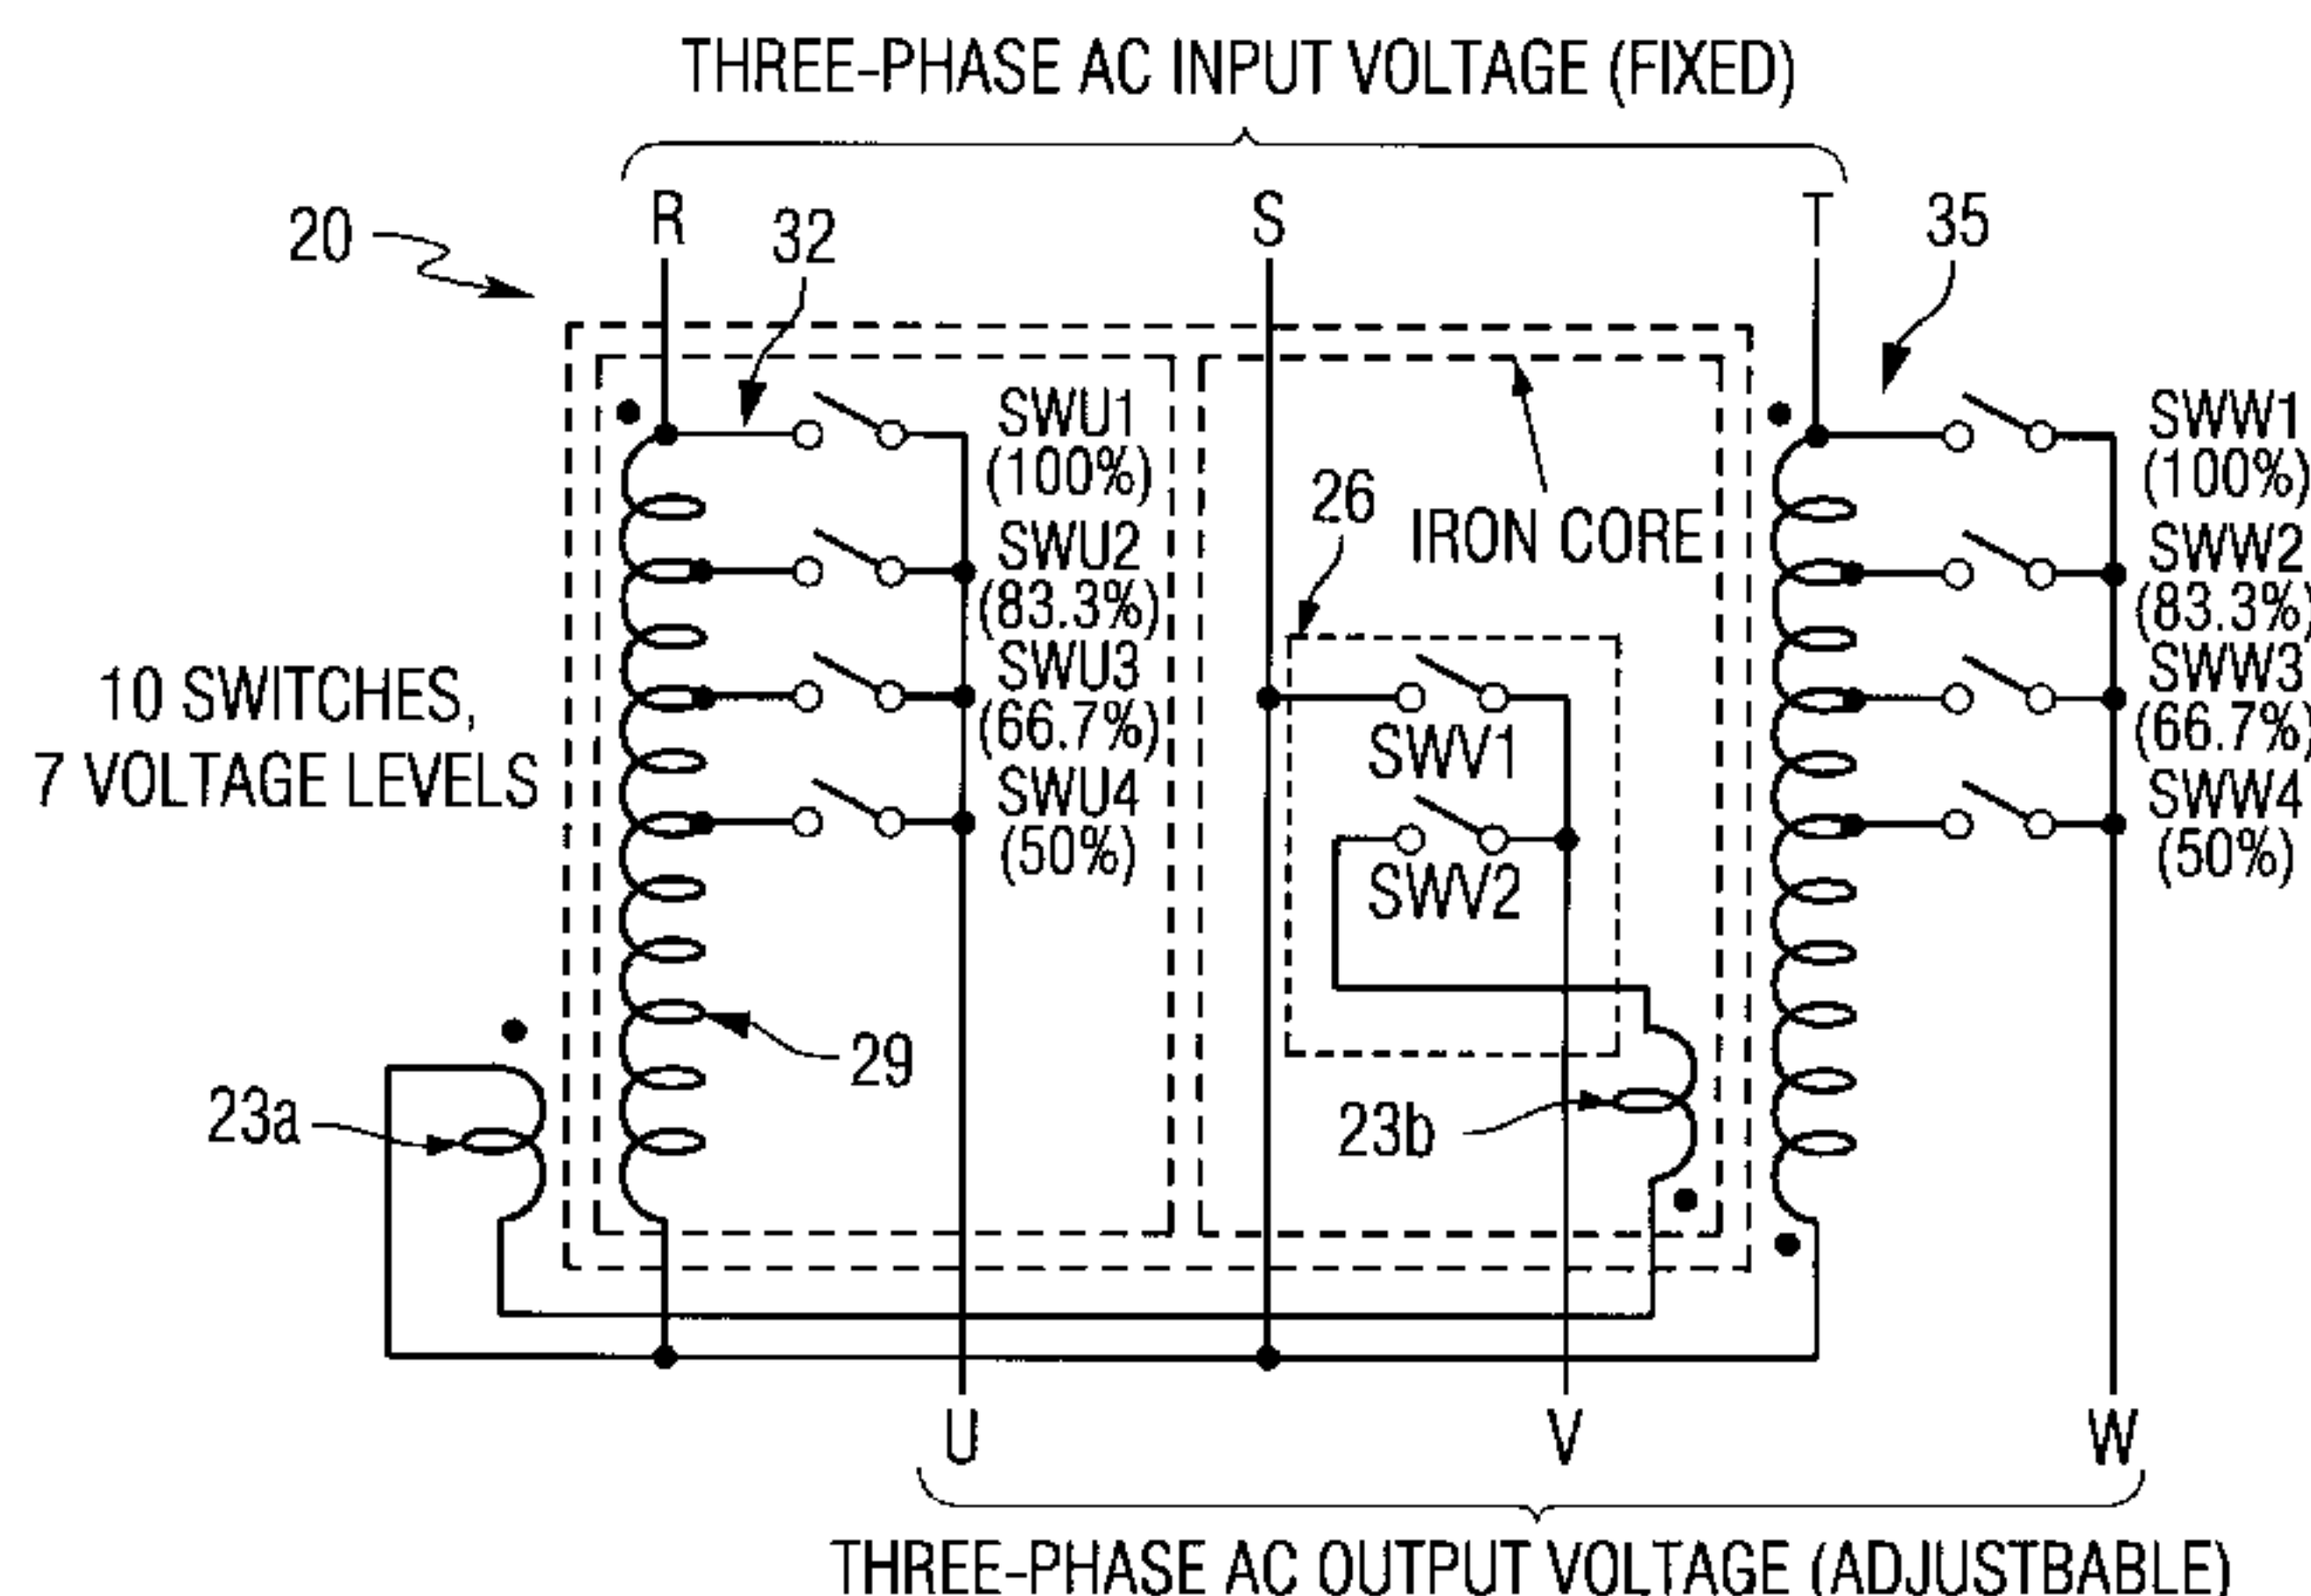 THREE-PHASE AC INPUT VOLTAGE (FIXED)
20
R
32
S
T
35
SWU1
(100%)
SWW1
(100%)
26
IRON CORE
SWU2
(83.3%)
SWW2
(83.3%)
10 SWITCHES,
7 VOLTAGE LEVELS
SWU3
(66.7%)
SWV1
SWW3
(66.7%)
SWU4
(50%)
SWV2
SWW4
(50%)
29
23a
23b
U
V
W
THREE-PHASE AC OUTPUT VOLTAGE (ADJUSTBABLE)